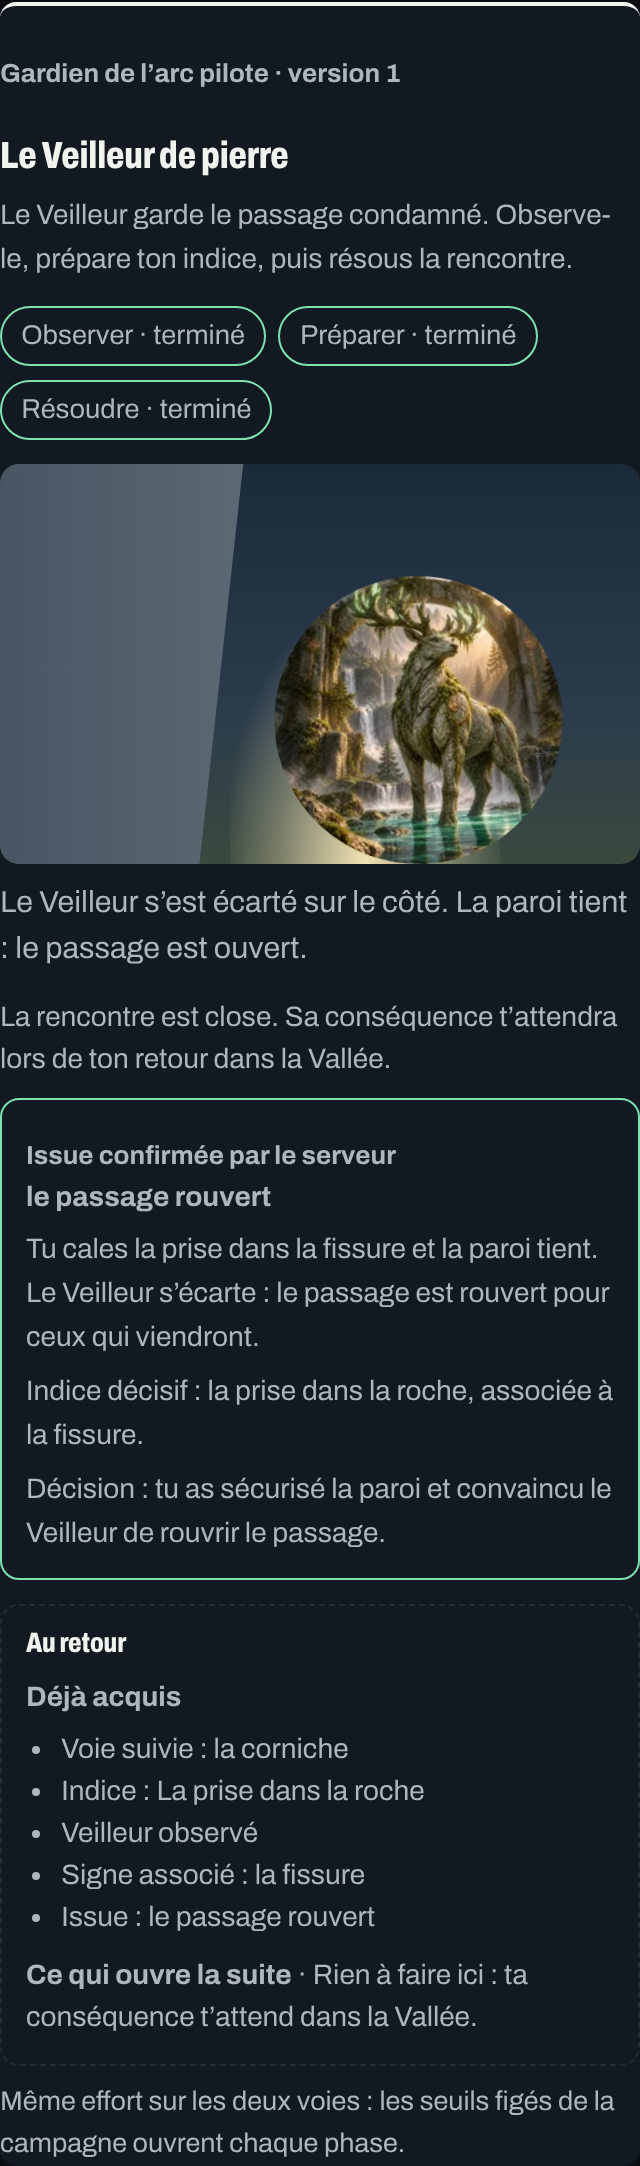 Gardien de l’arc pilote · version 1
Le Veilleur de pierre
Le Veilleur garde le passage condamné. Observe-
le, prépare ton indice, puis résous la rencontre.
Observer · terminé
Préparer · terminé
Résoudre · terminé
Le Veilleur s’est écarté sur le côté. La paroi tient
: le passage est ouvert.
La rencontre est close. Sa conséquence t’attendra
lors de ton retour dans la Vallée.
Issue confirmée par le serveur
le passage rouvert
Tu cales la prise dans la fissure et la paroi tient.
Le Veilleur s’écarte : le passage est rouvert pour
ceux qui viendront.
Indice décisif : la prise dans la roche, associée à
la fissure.
Décision : tu as sécurisé la paroi et convaincu le
Veilleur de rouvrir le passage.
Au retour
Déjà acquis
• Voie suivie : la corniche
• Indice : La prise dans la roche
• Veilleur observé
• Signe associé : la fissure
• Issue : le passage rouvert
Ce qui ouvre la suite · Rien à faire ici : ta
conséquence t’attend dans la Vallée.
Même effort sur les deux voies : les seuils figés de la
campagne ouvrent chaque phase.